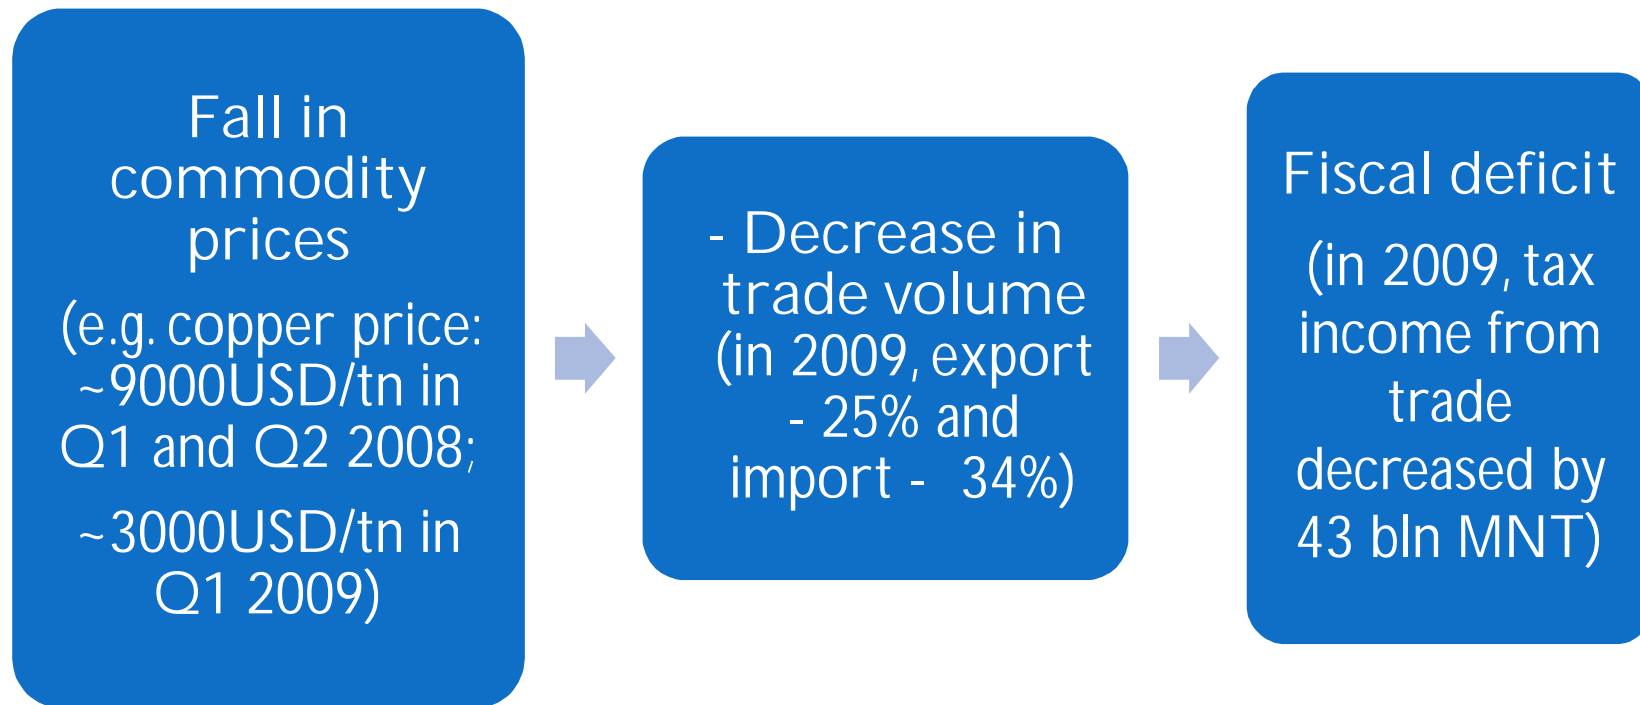 Fall in
commodity
prices
(e.g. copper price:
~9000USD/tn in
Q1 and Q2 2008;
~3000USD/tn in
Q1 2009)
- Decrease in
trade volume
(in 2009, export
- 25% and
import - 34%)
Fiscal deficit
(in 2009, tax
income from
trade
decreased by
43 bln MNT)